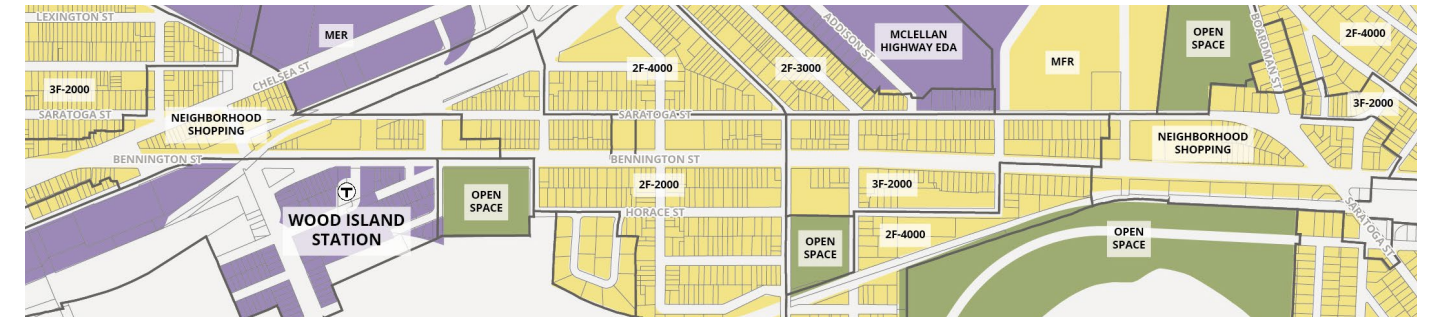 LEXINGTON ST
MER
ADDISON ST
MCLELLAN
HIGHWAY EDA
OPEN
SPACE
BOARDMAN ST
2F-4000
CHELSEA ST
2F-4000
2F-3000
MFR
3F-2000
3F-2000
SARATOGA ST
NEIGHBORHOOD
SHOPPING
SARATOGA ST
NEIGHBORHOOD
SHOPPING
BENNINGTON ST
BENNINGTON ST
T
2F-2000
3F-2000
OPEN
SPACE
WOOD ISLAND
STATION
HORACE ST
SARATOGA ST
2F-4000
OPEN
SPACE
OPEN
SPACE